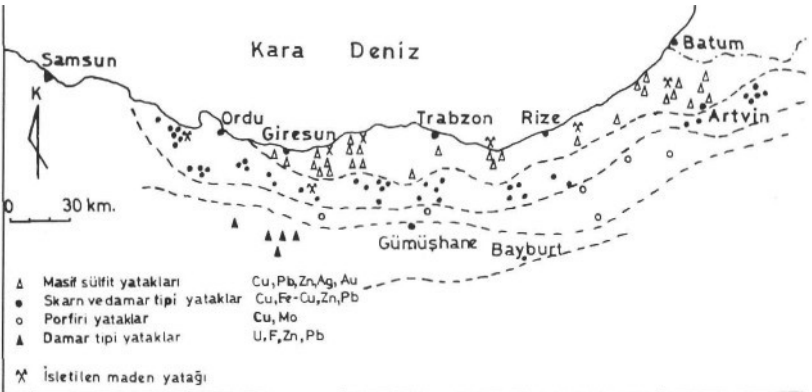 Kara Deniz
Samsun
Batum
K
Ordu
Giresun
Trabzon
Rize
Artvin
0 30 km.
Gümüşhane
Bayburt
Masif sülfit yatakları Cu,Pb,Zn,Ag,Au
Skarn ve damar tipi yataklar Cu,Fe-Cu,Zn,Pb
Porfiri yataklar Cu,Mo
Damar tipi yataklar U,F,Zn,Pb
İsletilen maden yatağı